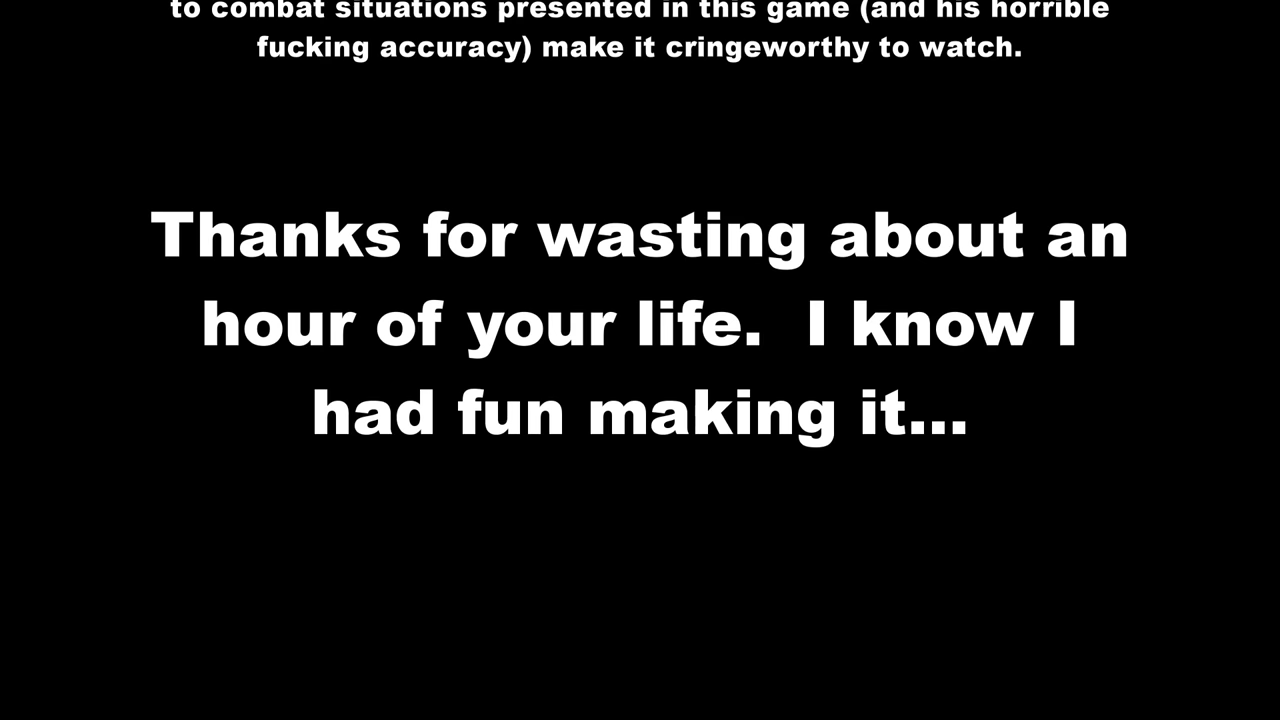 to combat situations presented in this game (and his horrible
fucking accuracy) make it cringeworthy to watch.
Thanks for wasting about an
hour of your life.  I know I
had fun making it...